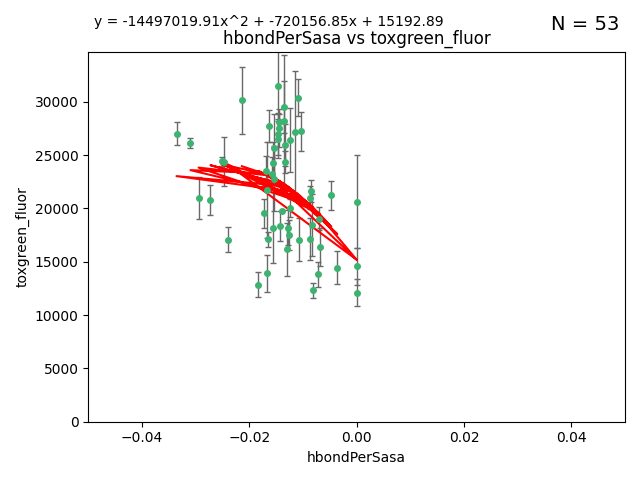 y = -14497019.91x^2 + -720156.85x + 15192.89
N = 53
hbondPerSasa vs toxgreen_fluor
toxgreen_fluor
30000
25000
20000
15000
10000
5000
0
−0.04
−0.02
0.00
0.02
0.04
hbondPerSasa